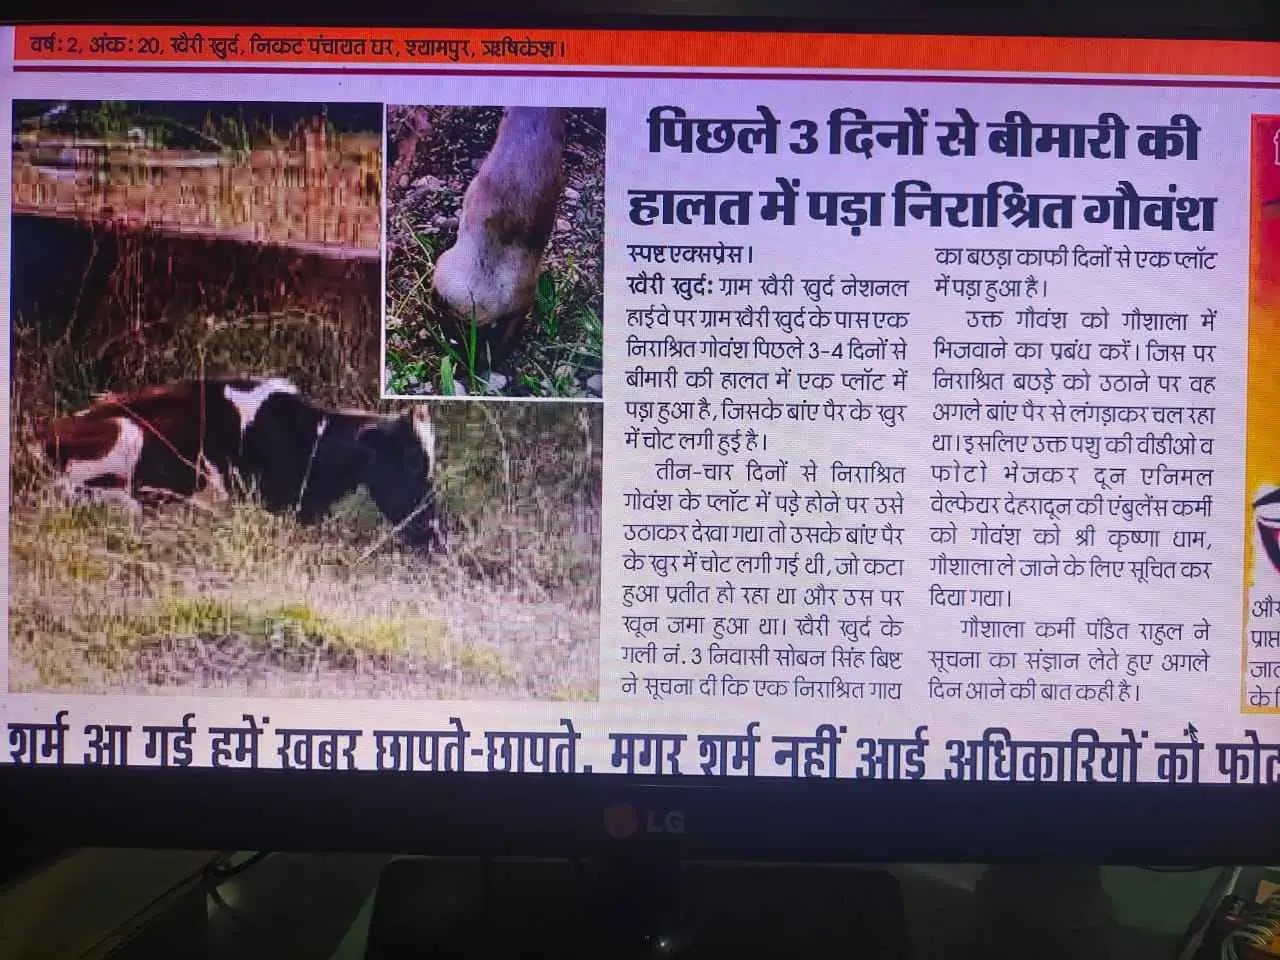 वर्ष: 2, अंक: 20, खैरी खुर्द, निकट पंचायत घर, श्यामपुर, ऋषिकेश।
पिछले 3 दिनों से बीमारी की
हालत में पड़ा निराश्रित गौवंश
स्पष्ट एक्सप्रेस।
खैरी खुर्द: ग्राम खैरी खुर्द नेशनल
हाईवे पर ग्राम खैरी खुर्द के पास एक
निराश्रित गोवंश पिछले 3-4 दिनों से
बीमारी की हालत में एक प्लॉट में
पड़ा हुआ है, जिसके बांए पैर के खुर
में चोट लगी हुई है।
तीन-चार दिनों से निराश्रित
गोवंश के प्लॉट में पड़े होने पर उसे
उठाकर देखा गया तो उसके बांए पैर
के खुर में चोट लगी गई थी, जो कटा
हुआ प्रतीत हो रहा था और उस पर
खून जमा हुआ था। खैरी खुर्द के
गली नं. 3 निवासी सोबन सिंह बिष्ट
ने सूचना दी कि एक निराश्रित गाय
का बछड़ा काफी दिनों से एक प्लॉट
में पड़ा हुआ है।
उक्त गौवंश को गौशाला में
भिजवाने का प्रबंध करें। जिस पर
निराश्रित बछड़े को उठाने पर वह
अगले बांए पैर से लंगड़ाकर चल रहा
था। इसलिए उक्त पशु की वीडीओ व
फोटो भेजकर दून एनिमल
वेल्फेयर देहरादून की एंबुलेंस कर्मी
को गोवंश को श्री कृष्णा धाम,
गौशाला ले जाने के लिए सूचित कर
दिया गया।
गौशाला कर्मी पंडित राहुल ने
सूचना का संज्ञान लेते हुए अगले
दिन आने की बात कही है।
और
प्राप्त
के
शर्म आ गई हमें खबर छापते-छापते, मगर शर्म नहीं आई अधिकारियों को
LG